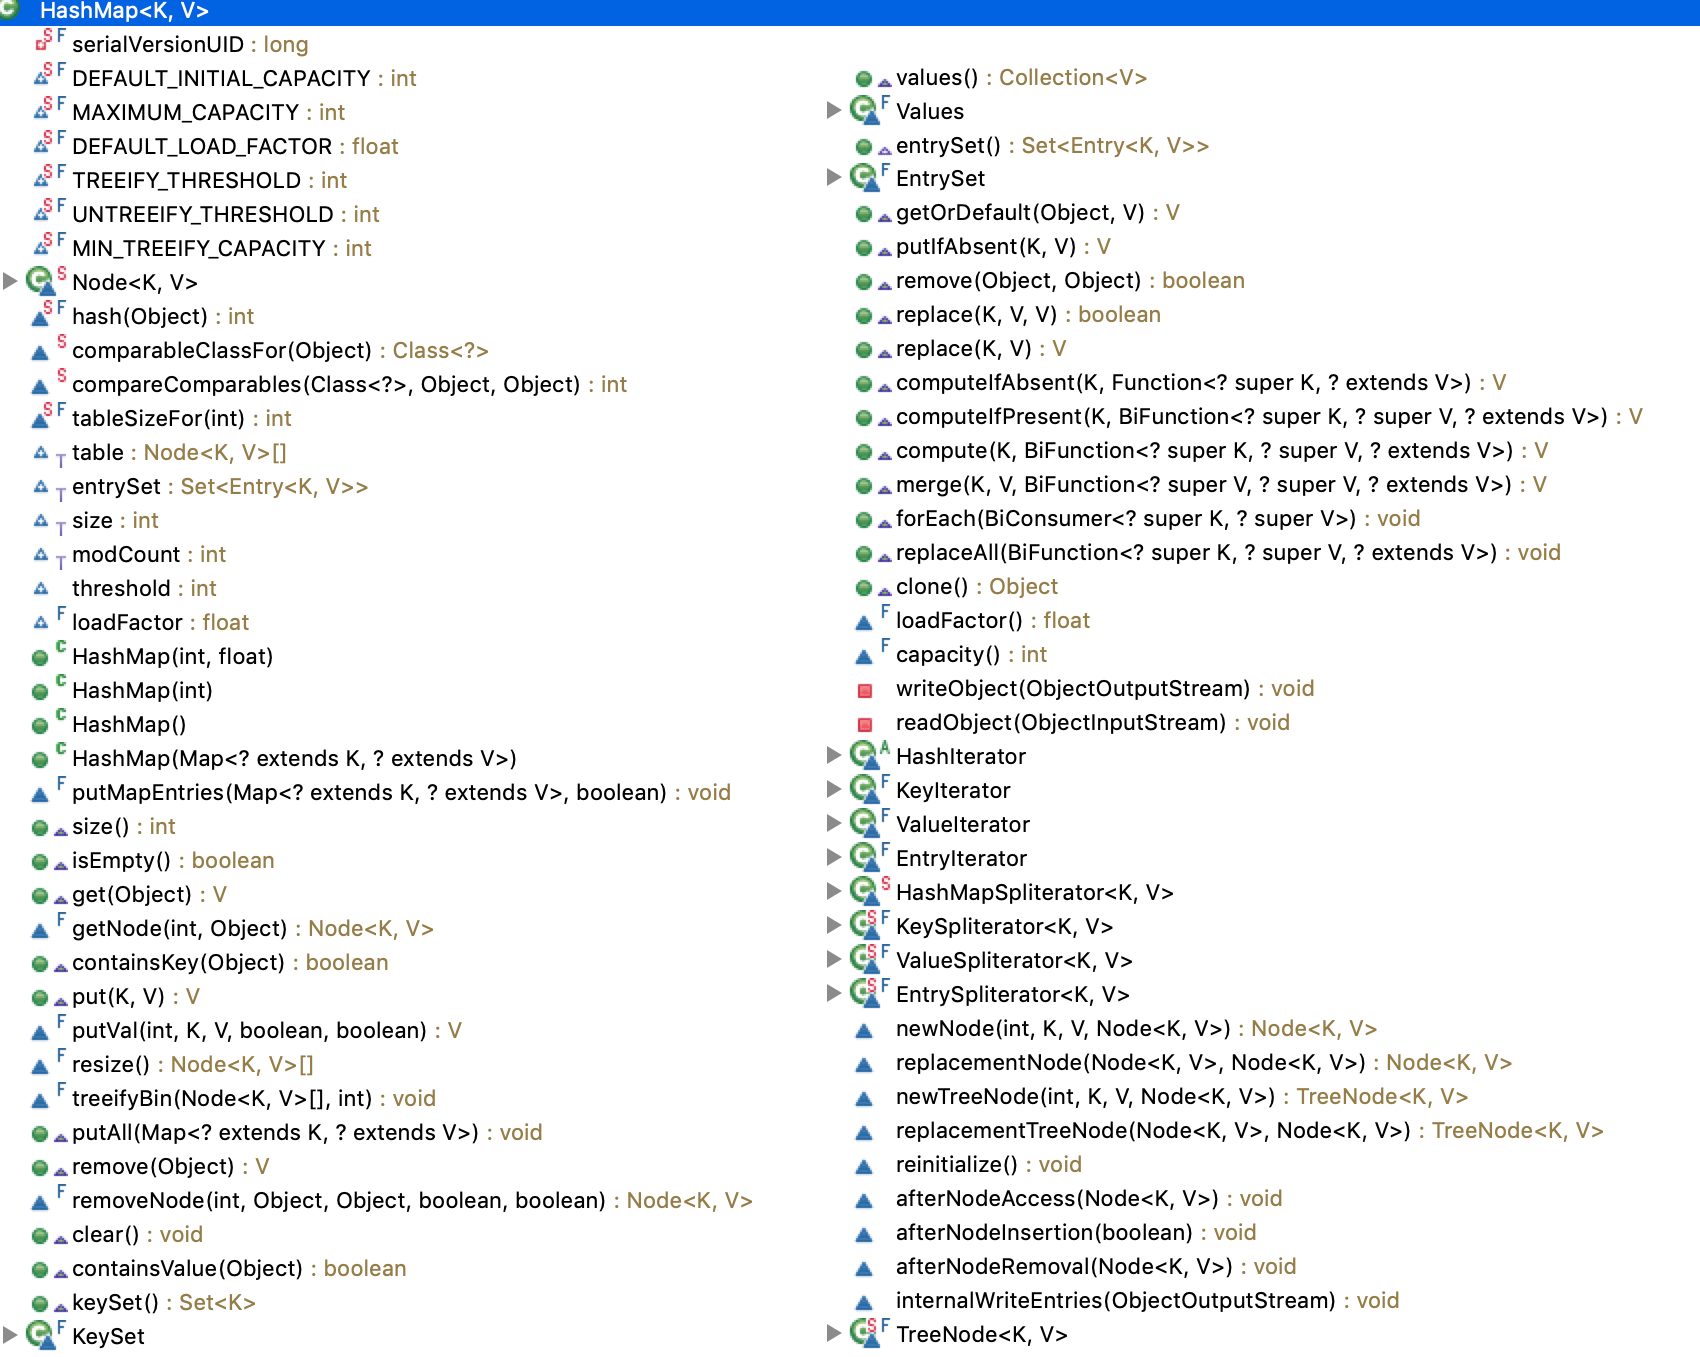 HashMap<K, V>
serialVersionUID : long
DEFAULT_INITIAL_CAPACITY : int
MAXIMUM_CAPACITY : int
DEFAULT_LOAD_FACTOR : float
TREEIFY_THRESHOLD : int
UNTREEIFY_THRESHOLD : int
MIN_TREEIFY_CAPACITY : int
Node<K, V>
hash(Object) : int
comparableClassFor(Object) : Class<?>
compareComparables(Class<?>, Object, Object) : int
tableSizeFor(int) : int
table : Node<K, V>[]
entrySet : Set<Entry<K, V>>
size : int
modCount : int
threshold : int
loadFactor : float
HashMap(int, float)
HashMap(int)
HashMap()
HashMap(Map<? extends K, ? extends V>)
putMapEntries(Map<? extends K, ? extends V>, boolean) : void
size() : int
isEmpty() : boolean
get(Object) : V
getNode(int, Object) : Node<K, V>
containsKey(Object) : boolean
put(K, V) : V
putVal(int, K, V, boolean, boolean) : V
resize() : Node<K, V>[]
treeifyBin(Node<K, V>[], int) : void
putAll(Map<? extends K, ? extends V>) : void
remove(Object) : V
removeNode(int, Object, Object, boolean, boolean) : Node<K, V>
clear() : void
containsValue(Object) : boolean
keySet() : Set<K>
KeySet
values() : Collection<V>
Values
entrySet() : Set<Entry<K, V>>
EntrySet
getOrDefault(Object, V) : V
putIfAbsent(K, V) : V
remove(Object, Object) : boolean
replace(K, V, V) : boolean
replace(K, V) : V
computeIfAbsent(K, Function<? super K, ? extends V>) : V
computeIfPresent(K, BiFunction<? super K, ? super V, ? extends V>) : V
compute(K, BiFunction<? super K, ? super V, ? extends V>) : V
merge(K, V, BiFunction<? super V, ? super V, ? extends V>) : V
forEach(BiConsumer<? super K, ? super V>) : void
replaceAll(BiFunction<? super K, ? super V, ? extends V>) : void
clone() : Object
loadFactor() : float
capacity() : int
writeObject(ObjectOutputStream) : void
readObject(ObjectInputStream) : void
HashIterator
KeyIterator
ValueIterator
EntryIterator
HashMapSpliterator<K, V>
KeySpliterator<K, V>
ValueSpliterator<K, V>
EntrySpliterator<K, V>
newNode(int, K, V, Node<K, V>) : Node<K, V>
replacementNode(Node<K, V>, Node<K, V>) : Node<K, V>
newTreeNode(int, K, V, Node<K, V>) : TreeNode<K, V>
replacementTreeNode(Node<K, V>, Node<K, V>) : TreeNode<K, V>
reinitialize() : void
afterNodeAccess(Node<K, V>) : void
afterNodeInsertion(boolean) : void
afterNodeRemoval(Node<K, V>) : void
internalWriteEntries(ObjectOutputStream) : void
TreeNode<K, V>